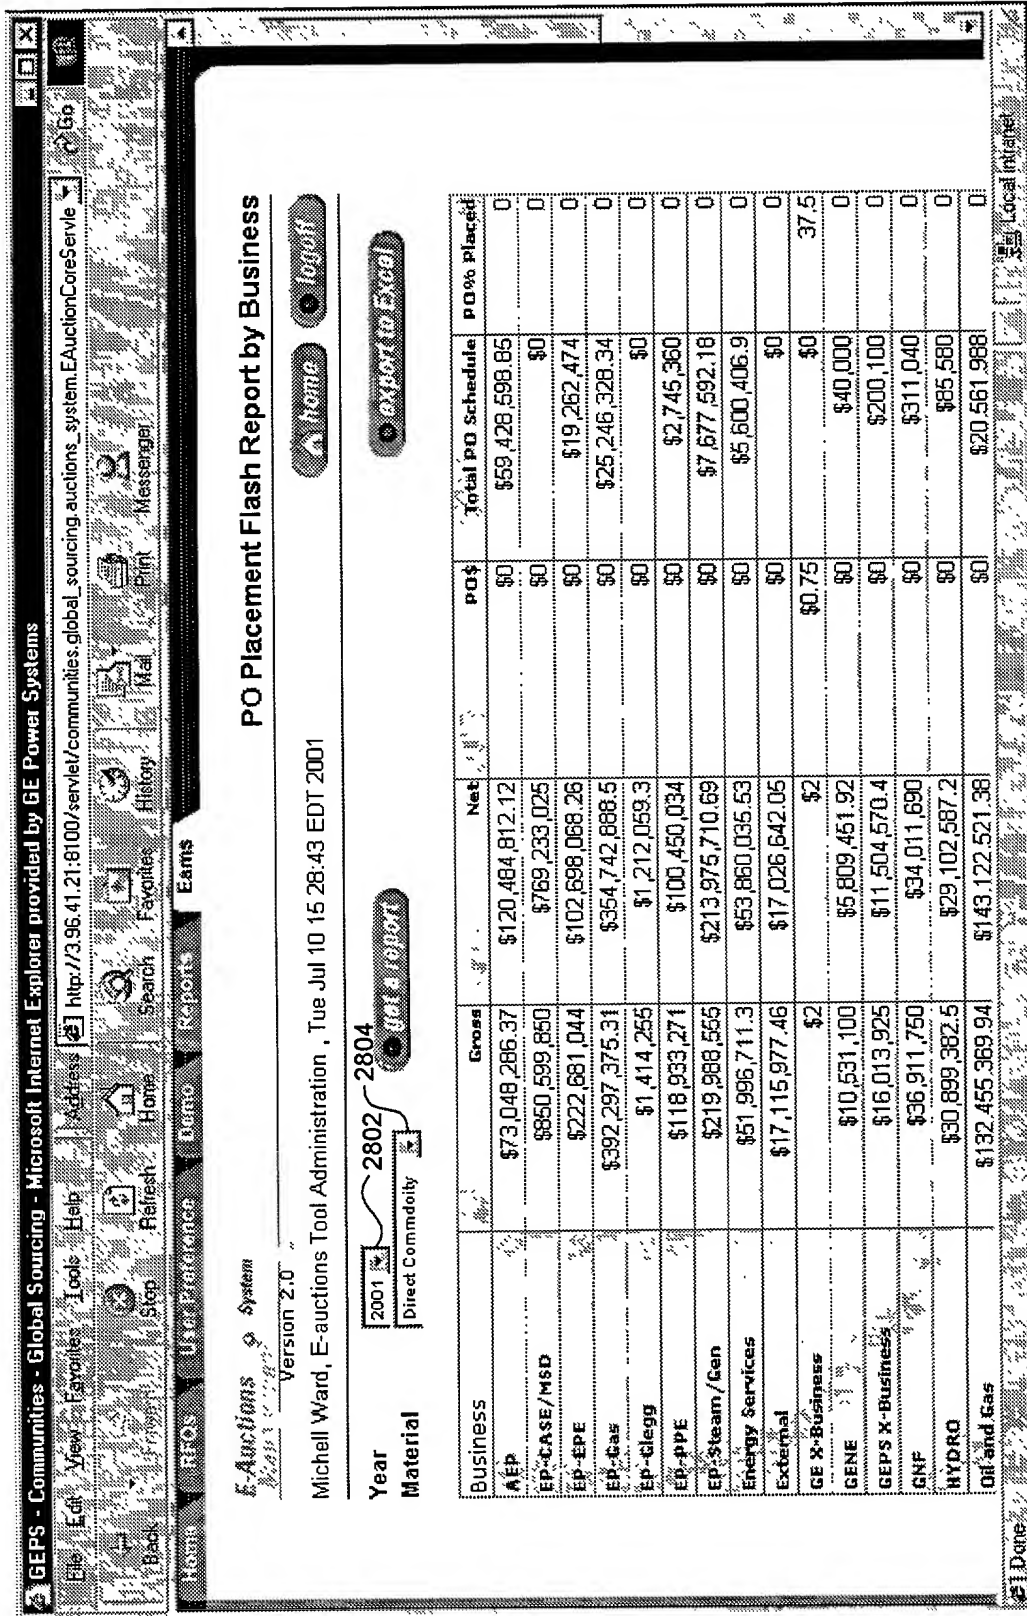 GEPS - Communities - Global Sourcing - Microsoft Internet Explorer provided by GE Power Systems
File Edit View Favorites Tools Help Address http://3.96.41.21:8100/servlet/communities.global_sourcing.auctions_system.EAuctionCoreServle Go
Back Stop Refresh Home Search Favorites History Mail Print Messenger
Home RFQS User Preference Demo Reports Eams
E-Auctions System
PO Placement Flash Report by Business
Version 2.0
Michell Ward, E-auctions Tool Administration , Tue Jul 10 15 28:43 EDT 2001
home logoff
Year 2001 2802 2804
Material Direct Commdoity get a report export to Excel
Business Gross Net PO$ Total PO Schedule PO% Placed
AEP $73,048,286.37 $120,484,812.12 $0 $59,428,598.85 0
EP-CASE/MSD $850,599,850 $769,233,025 $0 $0 0
EP-EPE $222,681,044 $102,698,068.26 $0 $19,262,474 0
EP-Gas $392,297,375.31 $354,742,888.5 $0 $25,246,328.34 0
EP-Glegg $1,414,255 $1,212,059.3 $0 $0 0
EP-PPE $118,933,271 $100,450,034 $0 $2,745,360 0
EP-Steam/Gen $219,988,555 $213,975,710.69 $0 $7,677,592.18 0
Energy Services $51,996,711.3 $53,860,035.53 $0 $5,600,406.9 0
External $17,115,977.46 $17,026,642.05 $0 $0 0
GE X-Business $2 $2 $0.75 $0 37.5
GENE $10,531,100 $5,809,451.92 $0 $40,000 0
GEPS X-Business $16,013,925 $11,504,570.4 $0 $200,100 0
GNF $36,911,750 $34,011,690 $0 $311,040 0
HYDRO $30,899,382.5 $29,102,587.2 $0 $85,580 0
Oil and Gas $132,455,369.94 $143,122,521.38 $0 $20,561,988 0
Done Local intranet